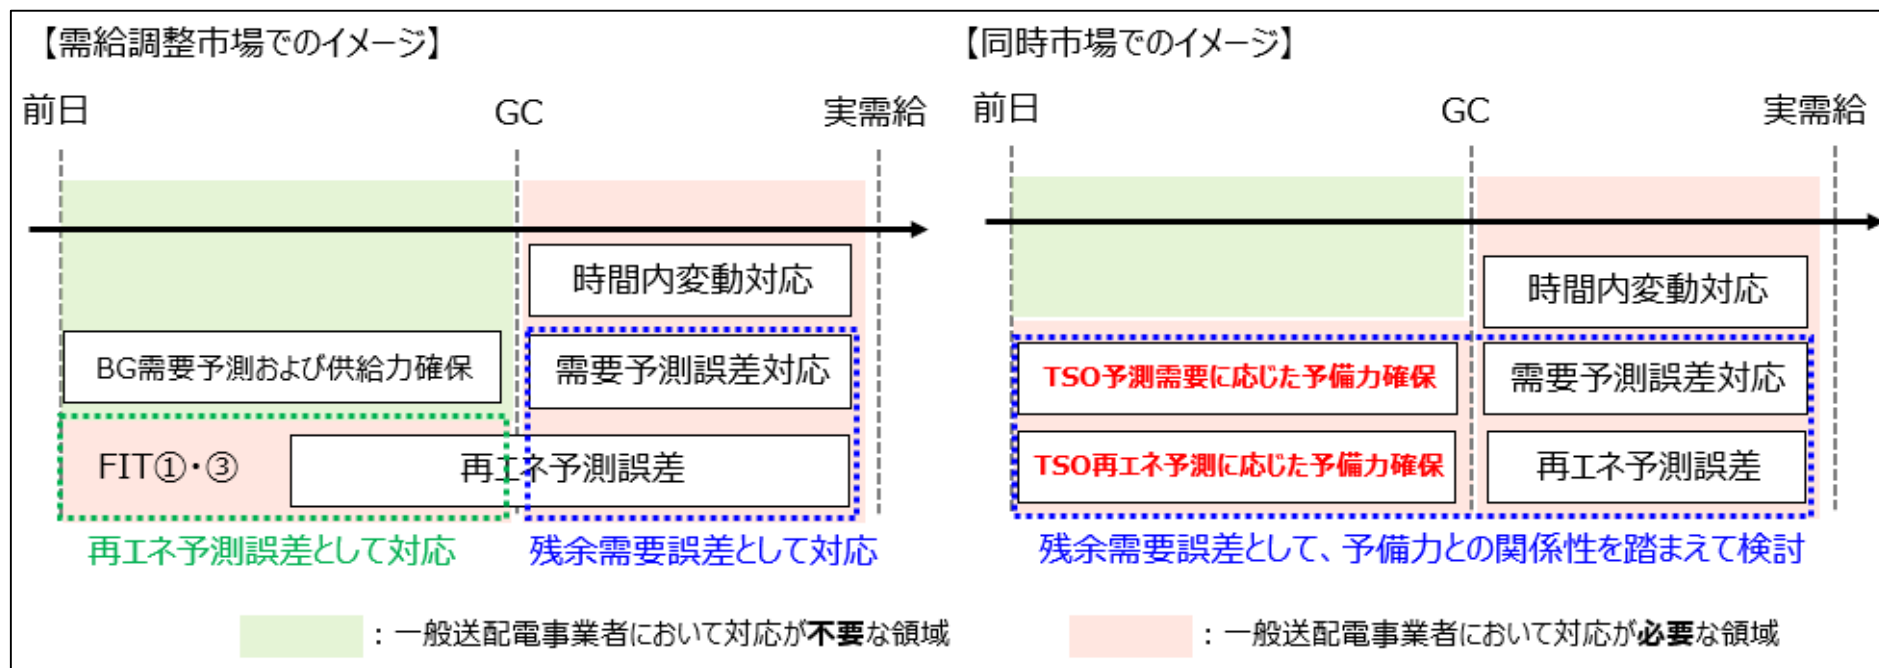 【需給調整市場でのイメージ】
前日
GC
実需給
時間内変動対応
BG需要予測および供給力確保
需要予測誤差対応
FIT①・③
再エネ予測誤差
再エネ予測誤差として対応
残余需要誤差として対応
【同時市場でのイメージ】
前日
GC
実需給
時間内変動対応
TSO予測需要に応じた予備力確保
需要予測誤差対応
TSO再エネ予測に応じた予備力確保
再エネ予測誤差
残余需要誤差として、予備力との関係性を踏まえて検討
：一般送配電事業者において対応が不要な領域
：一般送配電事業者において対応が必要な領域